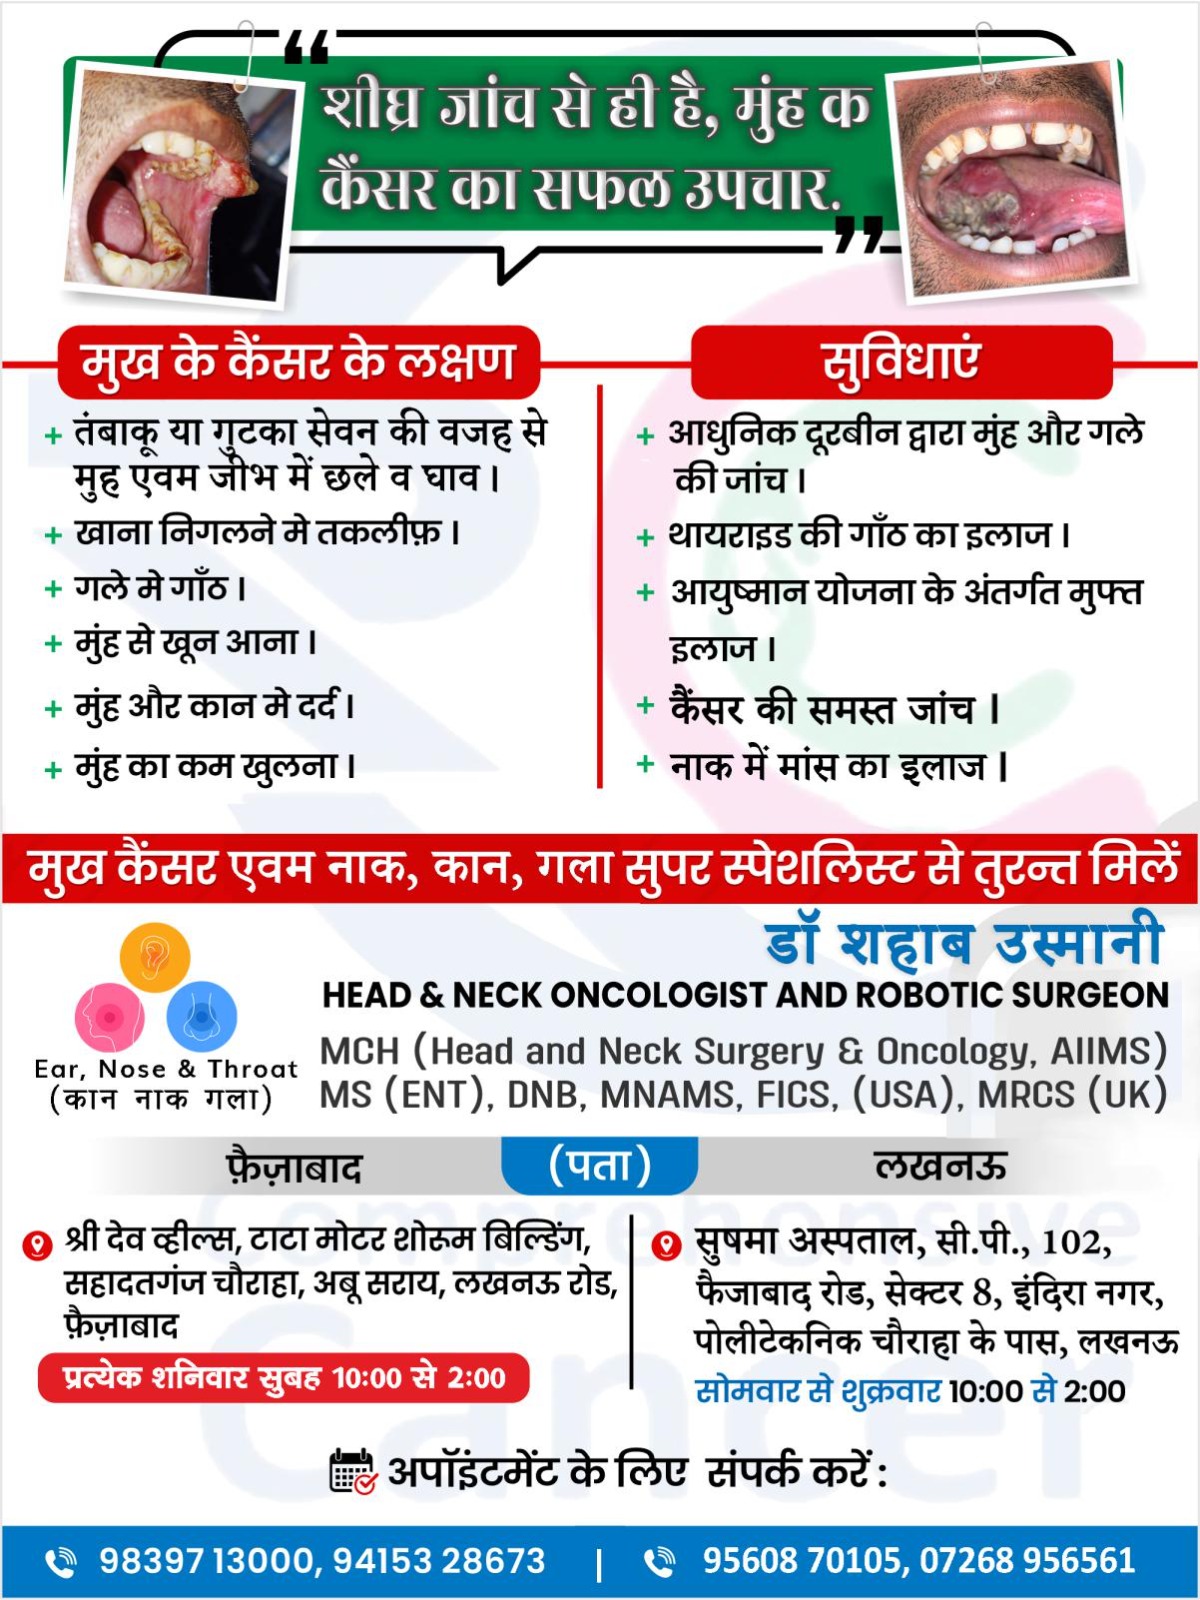 शीघ्र जांच से ही है, मुंह क
कैंसर का सफल उपचार.
मुख के कैंसर के लक्षण
+ तंबाकू या गुटका सेवन की वजह से
मुह एवम जीभ में छले व घाव।
+ खाना निगलने मे तकलीफ़।
+ गले मे गाँठ।
+ मुंह से खून आना।
+ मुंह और कान मे दर्द।
+ मुंह का कम खुलना।
सुविधाएं
+ आधुनिक दूरबीन द्वारा मुंह और गले
की जांच।
+ थायराइड की गाँठ का इलाज।
+ आयुष्मान योजना के अंतर्गत मुफ्त
इलाज।
+ कैंसर की समस्त जांच |
+ नाक में मांस का इलाज |
मुख कैंसर एवम नाक, कान, गला सुपर स्पेशलिस्ट से तुरन्त मिलें
डॉ शहाब उस्मानी
HEAD & NECK ONCOLOGIST AND ROBOTIC SURGEON
MCH (Head and Neck Surgery & Oncology, AIIMS)
MS (ENT), DNB, MNAMS, FICS, (USA), MRCS (UK)
Ear, Nose & Throat
(कान नाक गला)
(पता)
फ़ैज़ाबाद
श्री देव व्हील्स, टाटा मोटर शोरूम बिल्डिंग,
सहादतगंज चौराहा, अबू सराय, लखनऊ रोड,
फ़ैज़ाबाद
प्रत्येक शनिवार सुबह 10:00 से 2:00
लखनऊ
सुषमा अस्पताल, सी.पी., 102,
फैजाबाद रोड, सेक्टर 8, इंदिरा नगर,
पोलीटेकनिक चौराहा के पास, लखनऊ
सोमवार से शुक्रवार 10:00 से 2:00
Comprehensive
Cancer
अपॉइंटमेंट के लिए संपर्क करें :
98397 13000, 94153 28673 | 95608 70105, 07268 956561